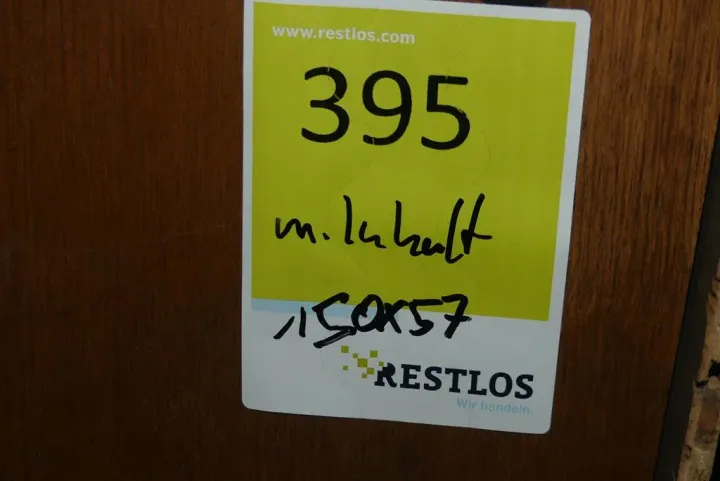 www.restlos.com
395
m. Inhalt
150x57
RESTLOS
Wir handeln.